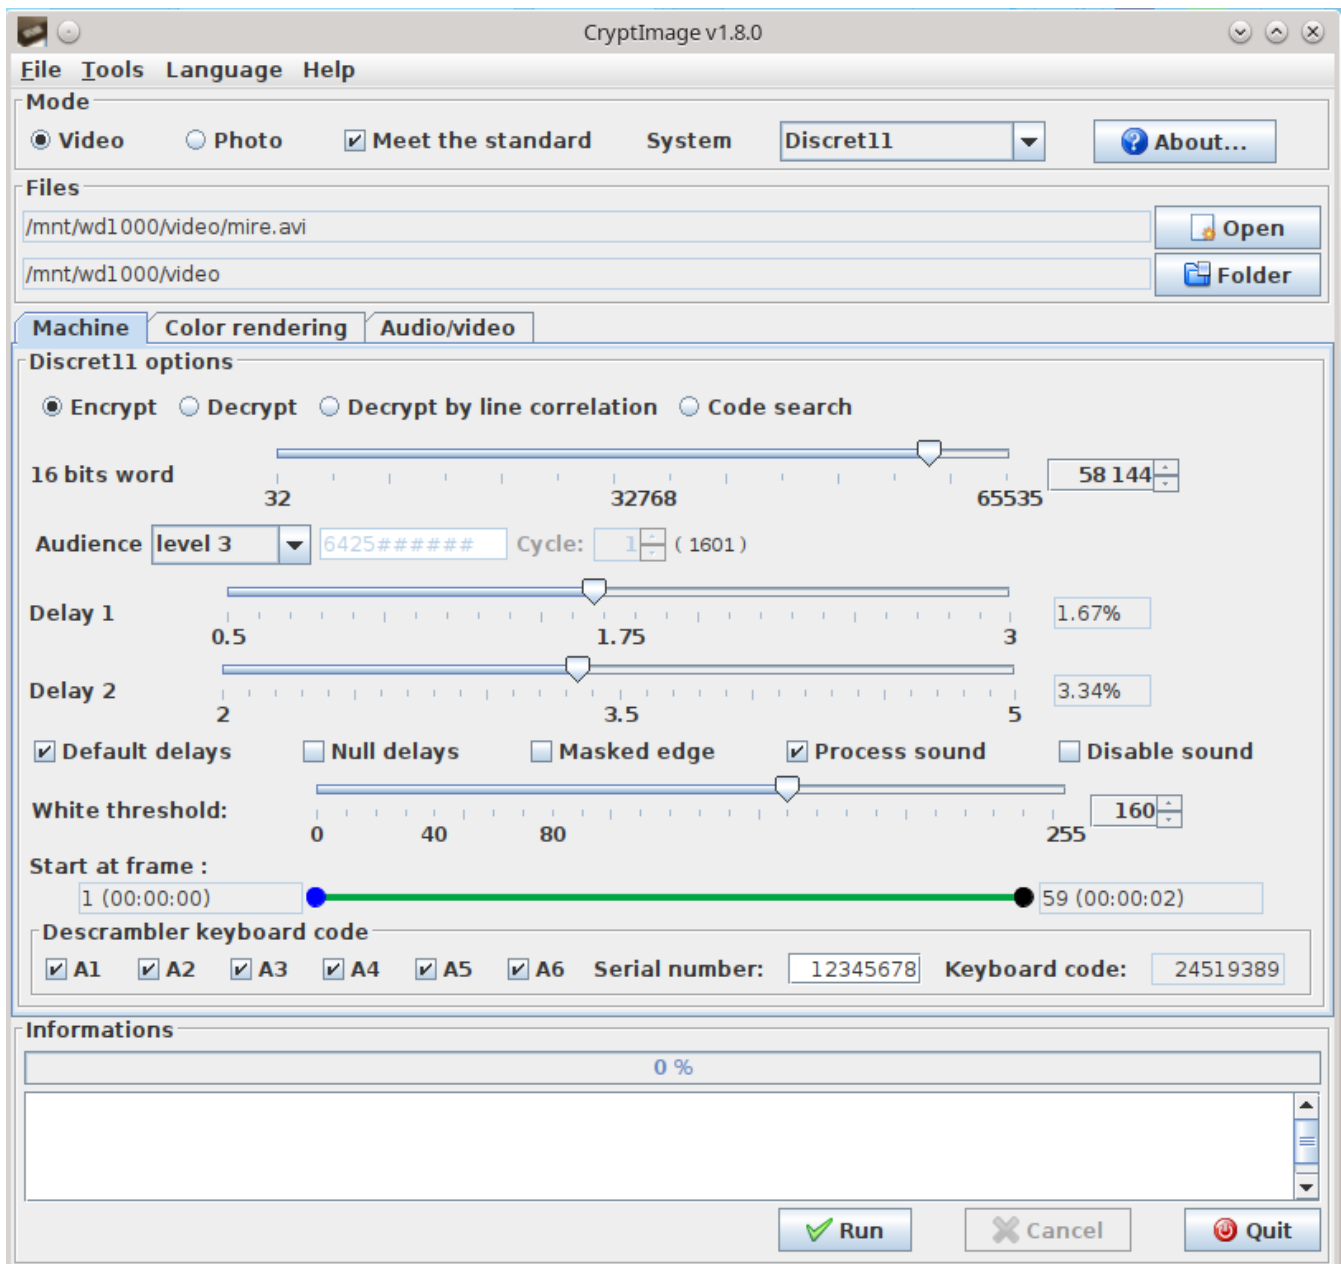 CryptImage v1.8.0
File Tools Language Help
Mode
Video Photo Meet the standard System Discret11 About...
Files
/mnt/wd1000/video/mire.avi Open
/mnt/wd1000/video Folder
Machine Color rendering Audio/video
Discret11 options
Encrypt Decrypt Decrypt by line correlation Code search
16 bits word 58 144
32 32768 65535
Audience level 3 6425###### Cycle: 1 ( 1601 )
Delay 1 1.67%
0.5 1.75 3
Delay 2 3.34%
2 3.5 5
Default delays Null delays Masked edge Process sound Disable sound
White threshold: 160
0 40 80 255
Start at frame :
1 (00:00:00) 59 (00:00:02)
Descrambler keyboard code
A1 A2 A3 A4 A5 A6 Serial number: 12345678 Keyboard code: 24519389
Informations
0 %
Run Cancel Quit